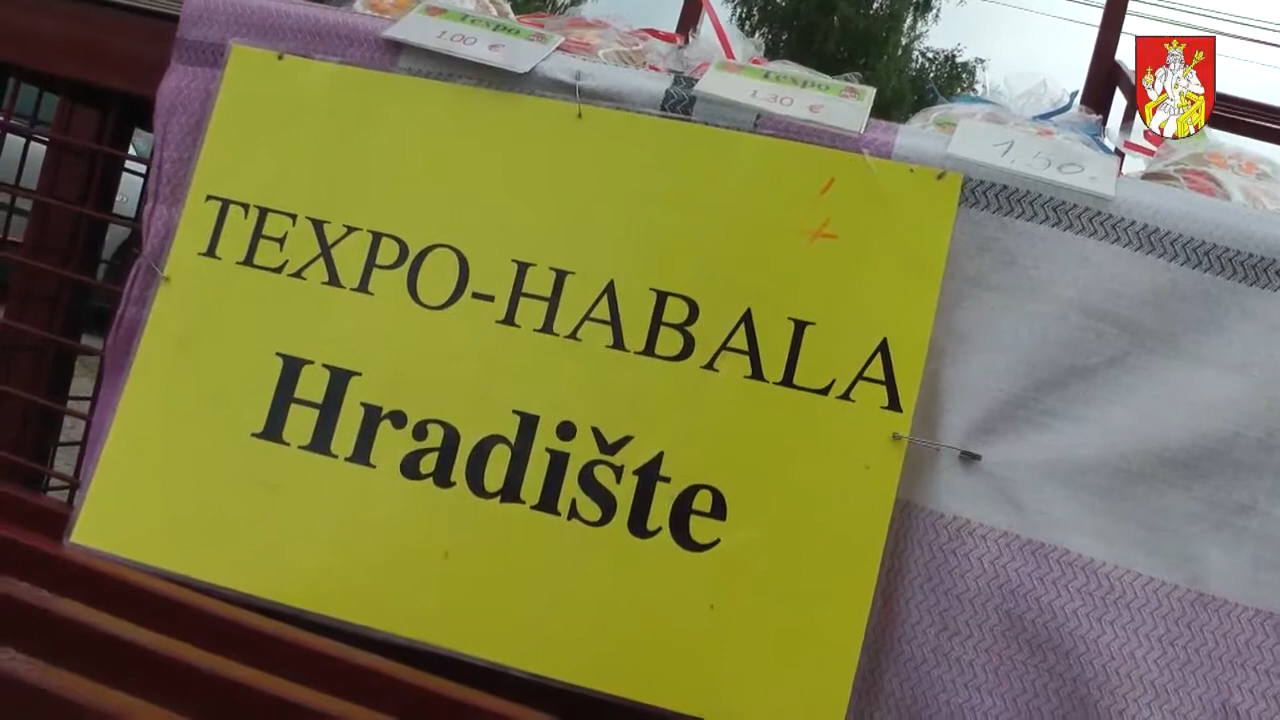 Texpo
1.00 €
Texpo
1.30 €
1,50.-
TEXPO-HABALA
Hradište